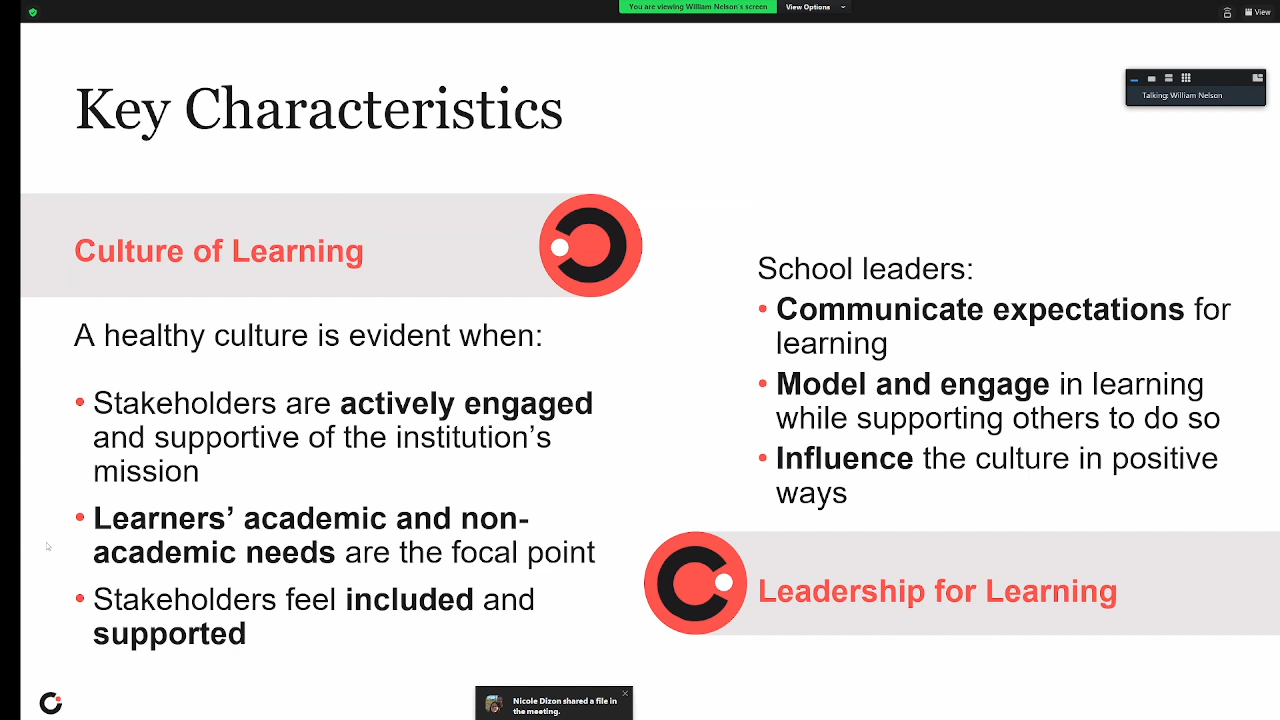 You are viewing William Nelson's screen
View Options
View
Talking: William Nelson
Key Characteristics
Culture of Learning
A healthy culture is evident when:
• Stakeholders are actively engaged
and supportive of the institution’s
mission
• Learners’ academic and non-
academic needs are the focal point
• Stakeholders feel included and
supported
School leaders:
• Communicate expectations for
learning
• Model and engage in learning
while supporting others to do so
• Influence the culture in positive
ways
Leadership for Learning
Nicole Dizon shared a file in
the meeting.